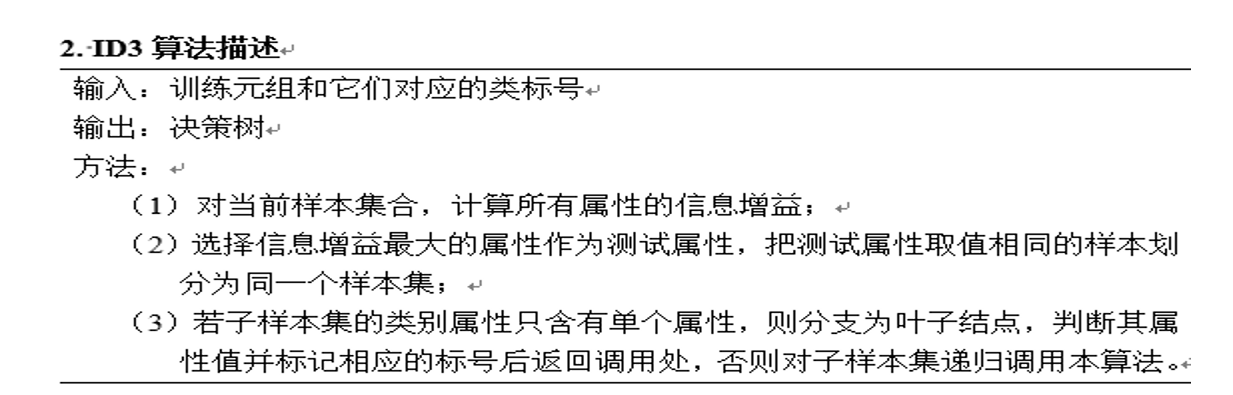 2. ID3 算法描述
输入：训练元组和它们对应的类标号
输出：决策树
方法：
（1）对当前样本集合，计算所有属性的信息增益；
（2）选择信息增益最大的属性作为测试属性，把测试属性取值相同的样本划
分为同一个样本集；
（3）若子样本集的类别属性只含有单个属性，则分支为叶子结点，判断其属
性值并标记相应的标号后返回调用处，否则对子样本集递归调用本算法。